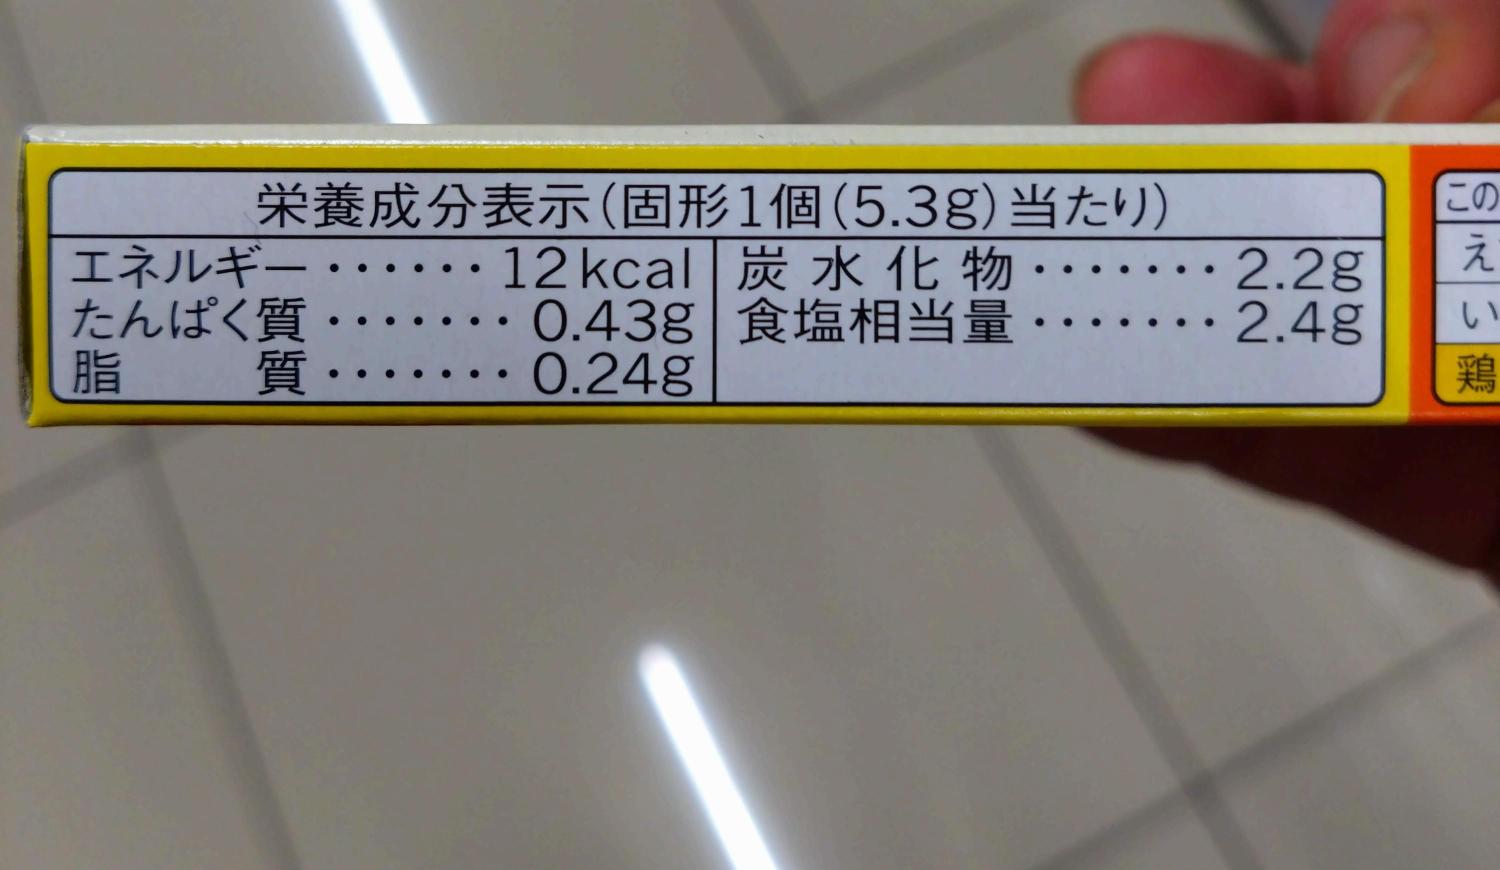 栄養成分表示(固形1個(5.3g)当たり)
エネルギー・・・・・・12kcal
たんぱく質・・・・・・・0.43g
脂質・・・・・・・0.24g
炭水化物・・・・・・・2.2g
食塩相当量・・・・・・・2.4g
この
え
い
鶏